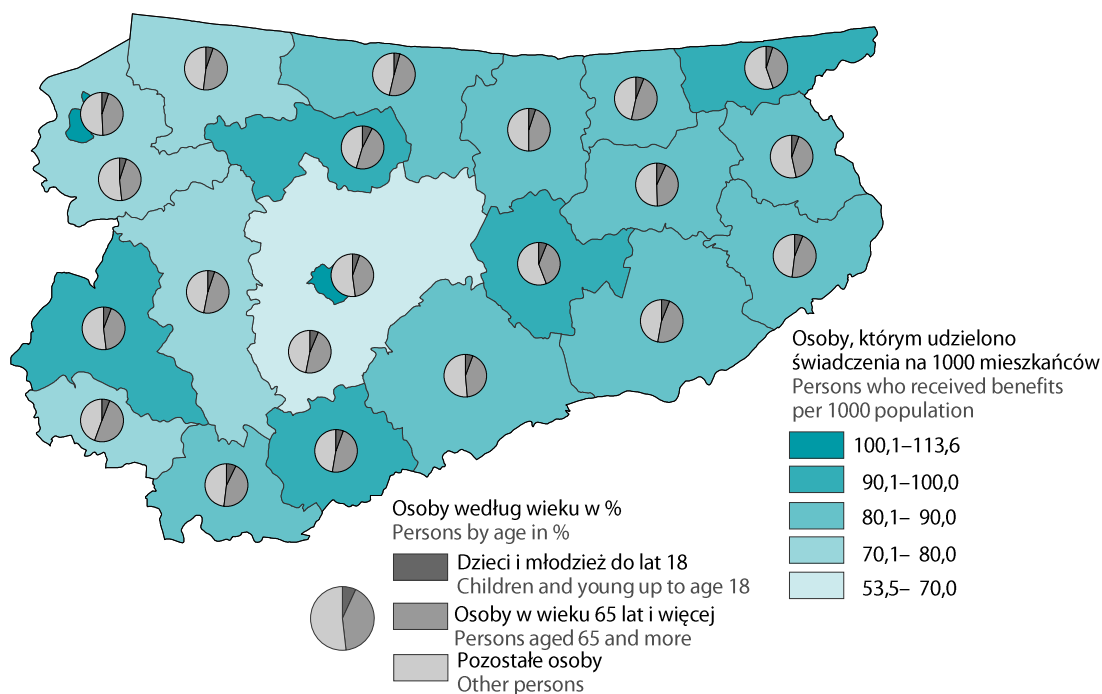 Osoby, którym udzielono
świadczenia na 1000 mieszkańców
Persons who received benefits
per 1000 population
100,1–113,6
90,1–100,0
80,1– 90,0
70,1– 80,0
53,5– 70,0
Osoby według wieku w %
Persons by age in %
Dzieci i młodzież do lat 18
Children and young up to age 18
Osoby w wieku 65 lat i więcej
Persons aged 65 and more
Pozostałe osoby
Other persons